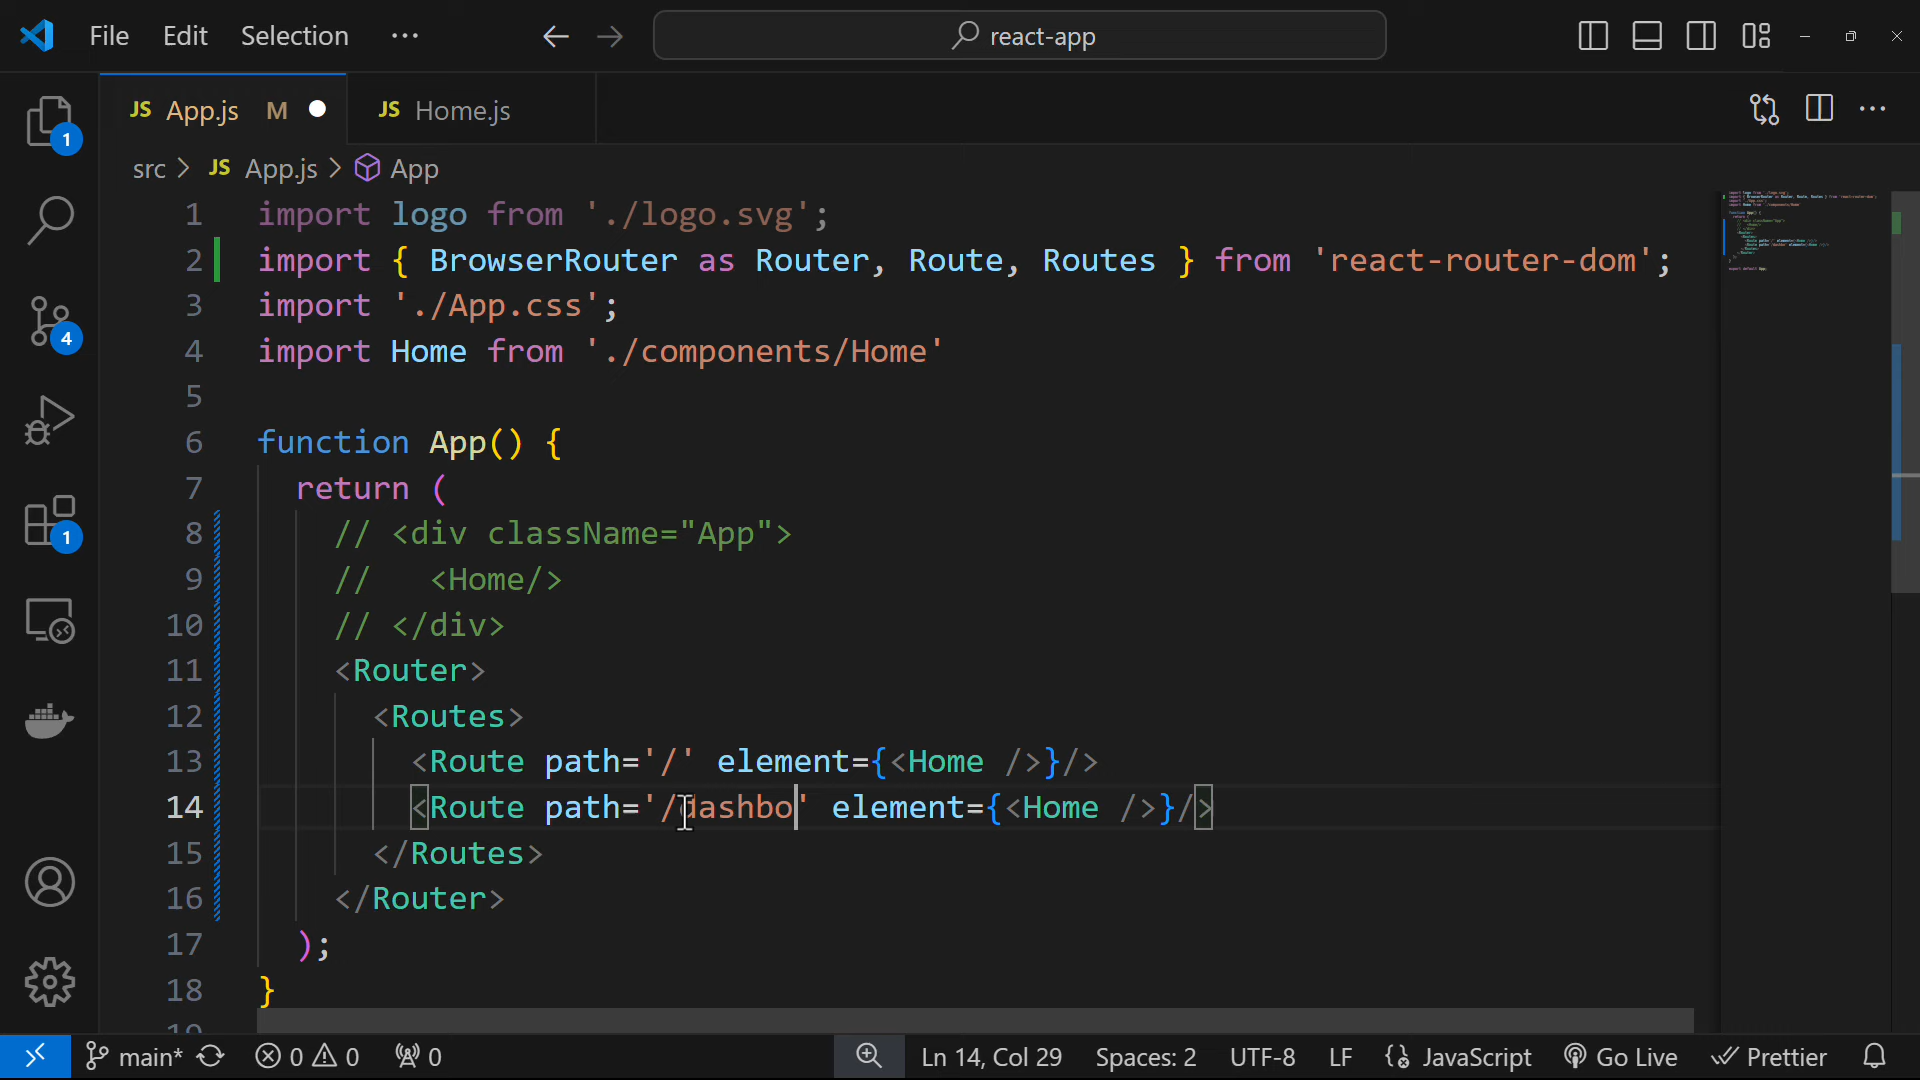 File Edit Selection ··· react-app
1
JS App.js M ● JS Home.js
src > JS App.js > App
1 import logo from './logo.svg';
2 import { BrowserRouter as Router, Route, Routes } from 'react-router-dom';
3 import './App.css';
4 import Home from './components/Home'
5
6 function App() {
7 return (
8 // <div className="App">
9 //   <Home/>
10 // </div>
11 <Router>
12 <Routes>
13 <Route path='/' element={<Home />}/>
14 <Route path='/dashbo' element={<Home />}/>
15 </Routes>
16 </Router>
17 );
18 }
19
4
1
main* 0 0 0 Ln 14, Col 29 Spaces: 2 UTF-8 LF JavaScript Go Live Prettier